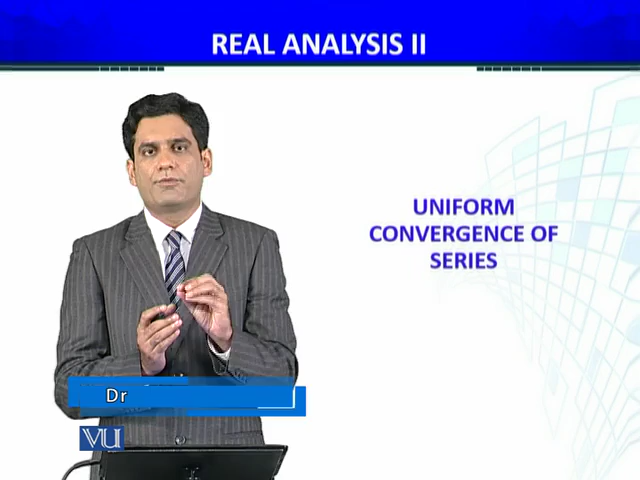 REAL ANALYSIS II
UNIFORM
CONVERGENCE OF
SERIES
Dr
VU